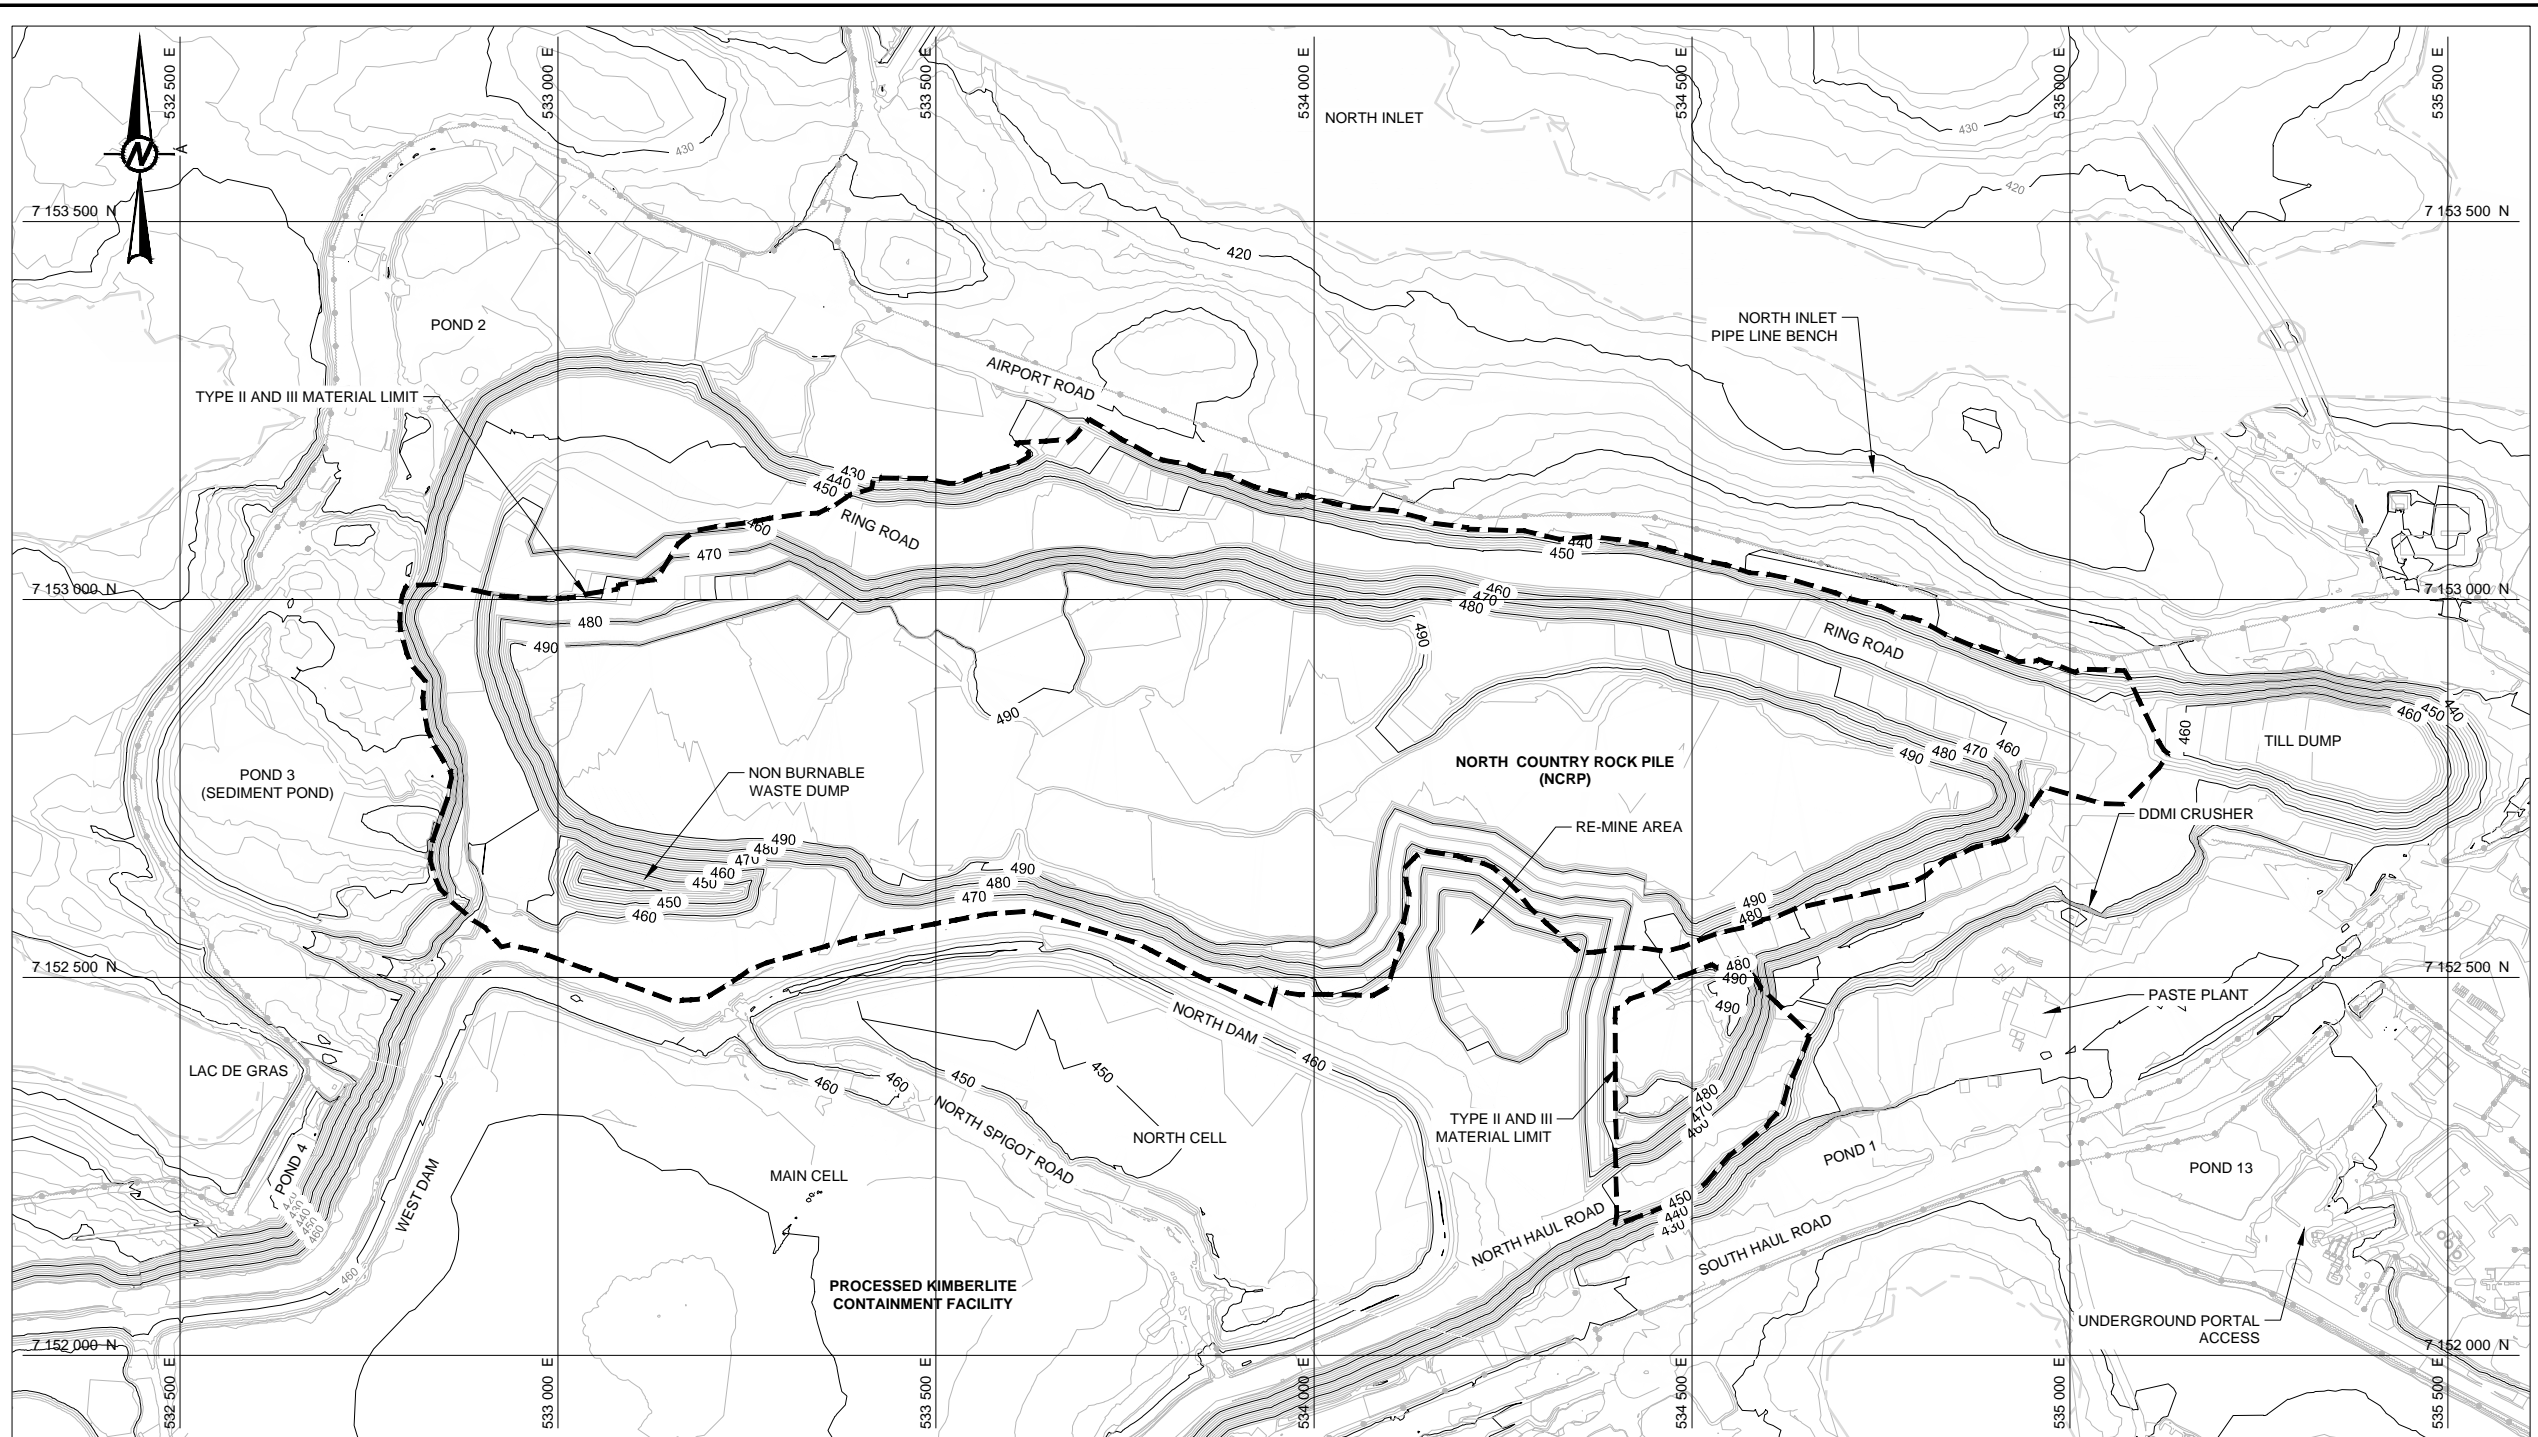 532 500 E
533 000 E
533 500 E
534 000 E
534 500 E
535 000 E
535 500 E
N
A
NORTH INLET
430
430
420
7 153 500 N
7 153 500 N
420
POND 2
NORTH INLET
PIPE LINE BENCH
AIRPORT ROAD
TYPE II AND III MATERIAL LIMIT
430
440
450
460
RING ROAD
470
440
450
7 153 000 N
7 153 000 N
460
470
480
480
490
490
490
RING ROAD
460
450
440
460
TILL DUMP
460
470
480
490
NORTH COUNTRY ROCK PILE
(NCRP)
POND 3
(SEDIMENT POND)
NON BURNABLE
WASTE DUMP
RE-MINE AREA
DDMI CRUSHER
490
480
470
460
450
450
460
490
480
470
490
480
480
490
490
7 152 500 N
7 152 500 N
PASTE PLANT
NORTH DAM
460
LAC DE GRAS
450
450
460
460
NORTH SPIGOT ROAD
NORTH CELL
480
470
460
TYPE II AND III
MATERIAL LIMIT
POND 1
POND 13
POND 4
WEST DAM
MAIN CELL
420
430
440
450
460
460
450
440
430
NORTH HAUL ROAD
SOUTH HAUL ROAD
PROCESSED KIMBERLITE
CONTAINMENT FACILITY
UNDERGROUND PORTAL
ACCESS
7 152 000 N
7 152 000 N
532 500 E
533 000 E
533 500 E
534 000 E
534 500 E
535 000 E
535 500 E